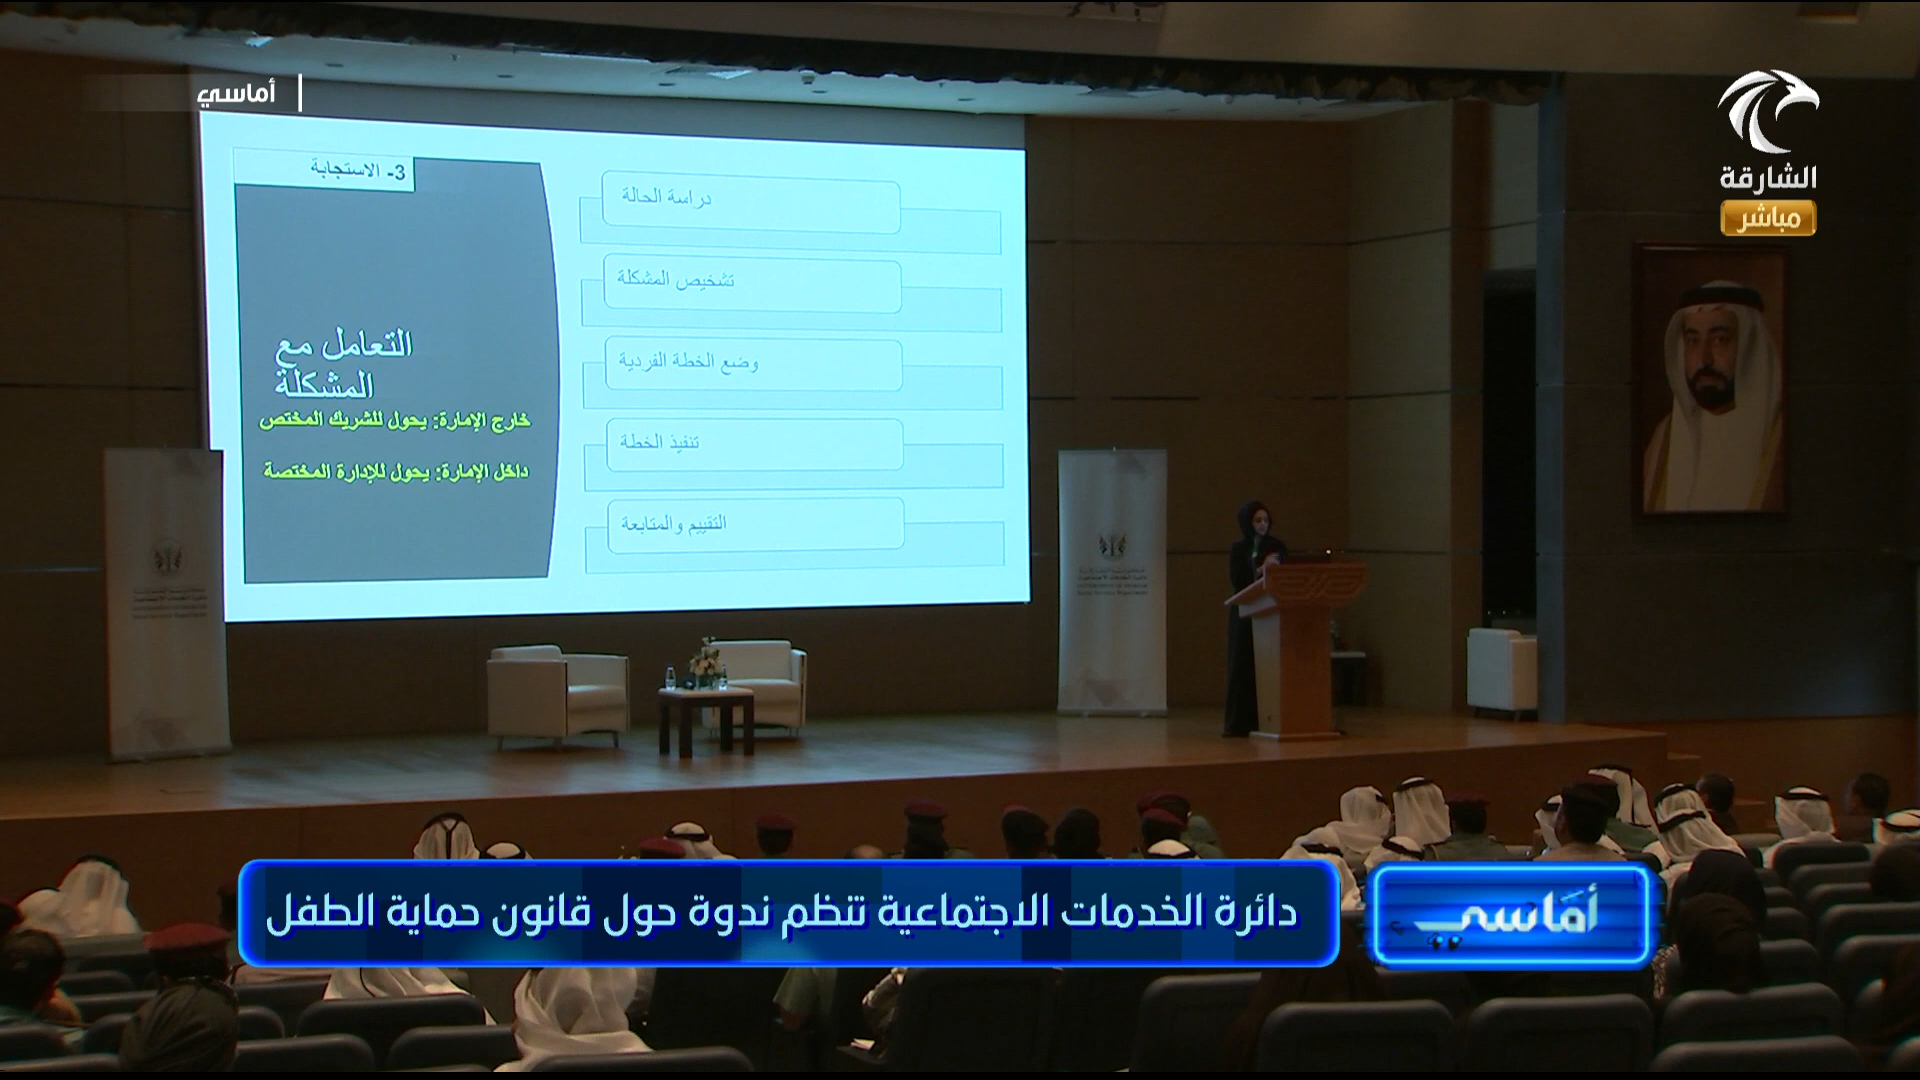 أماسي
الشارقة
مباشر
3- الاستجابة
التعامل مع
المشكلة
خارج الإمارة: يحول للشريك المختص
داخل الإمارة: يحول للإدارة المختصة
دراسة الحالة
تشخيص المشكلة
وضع الخطة الفردية
تنفيذ الخطة
التقييم والمتابعة
أماسي
دائرة الخدمات الاجتماعية تنظم ندوة حول قانون حماية الطفل